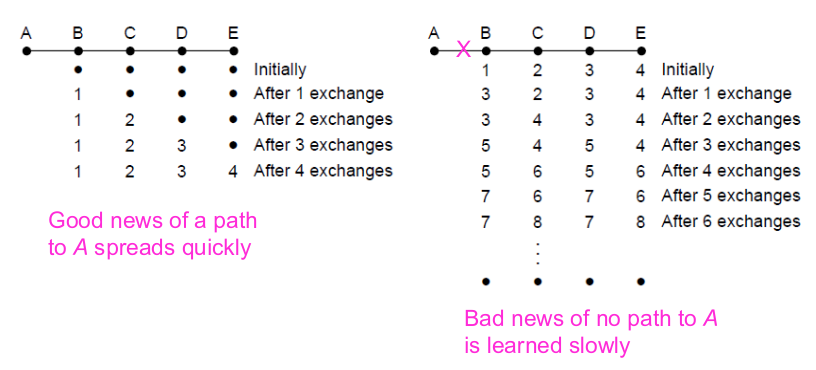 A B C D E
• • • • Initially
1 • • • After 1 exchange
1 2 • • After 2 exchanges
1 2 3 • After 3 exchanges
1 2 3 4 After 4 exchanges
Good news of a path
to A spreads quickly
A X B C D E
1 2 3 4 Initially
3 2 3 4 After 1 exchange
3 4 3 4 After 2 exchanges
5 4 5 4 After 3 exchanges
5 6 5 6 After 4 exchanges
7 6 7 6 After 5 exchanges
7 8 7 8 After 6 exchanges
⋮
• • • •
Bad news of no path to A
is learned slowly